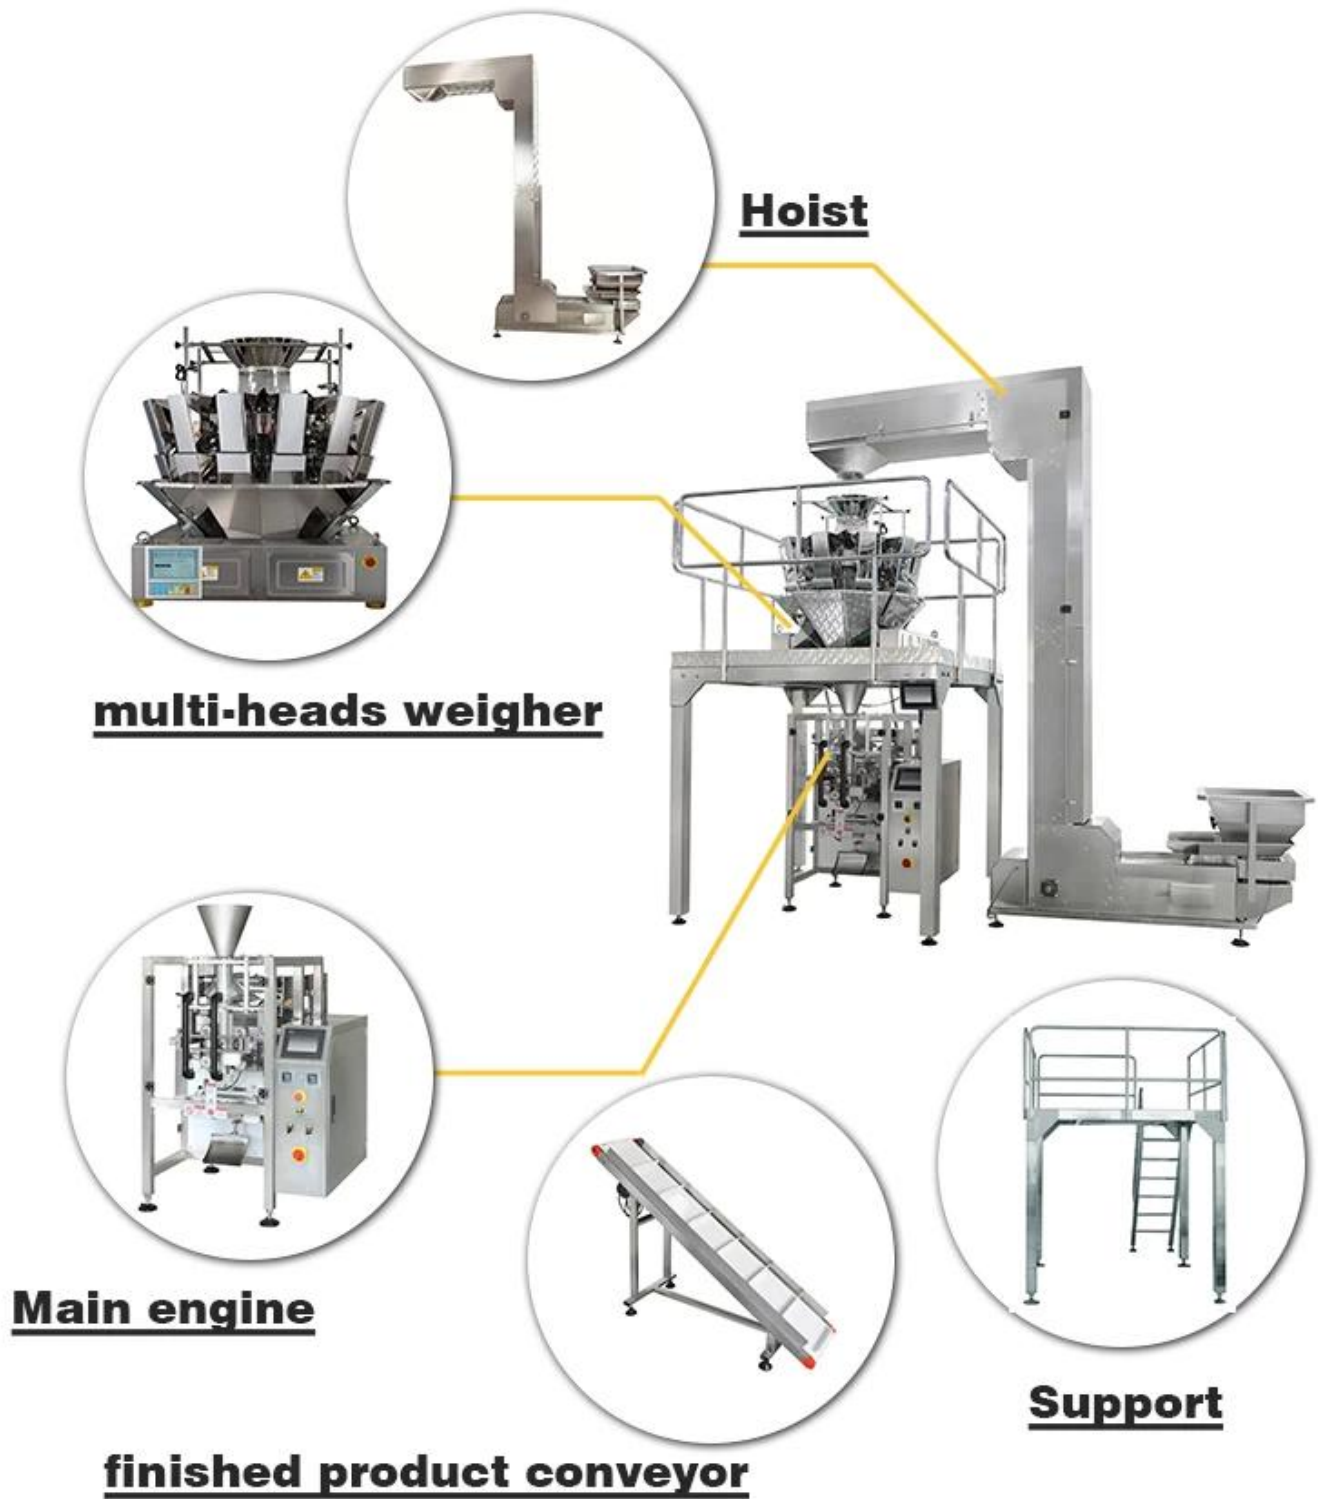 Hoist
multi-heads weigher
Main engine
Support
finished product conveyor